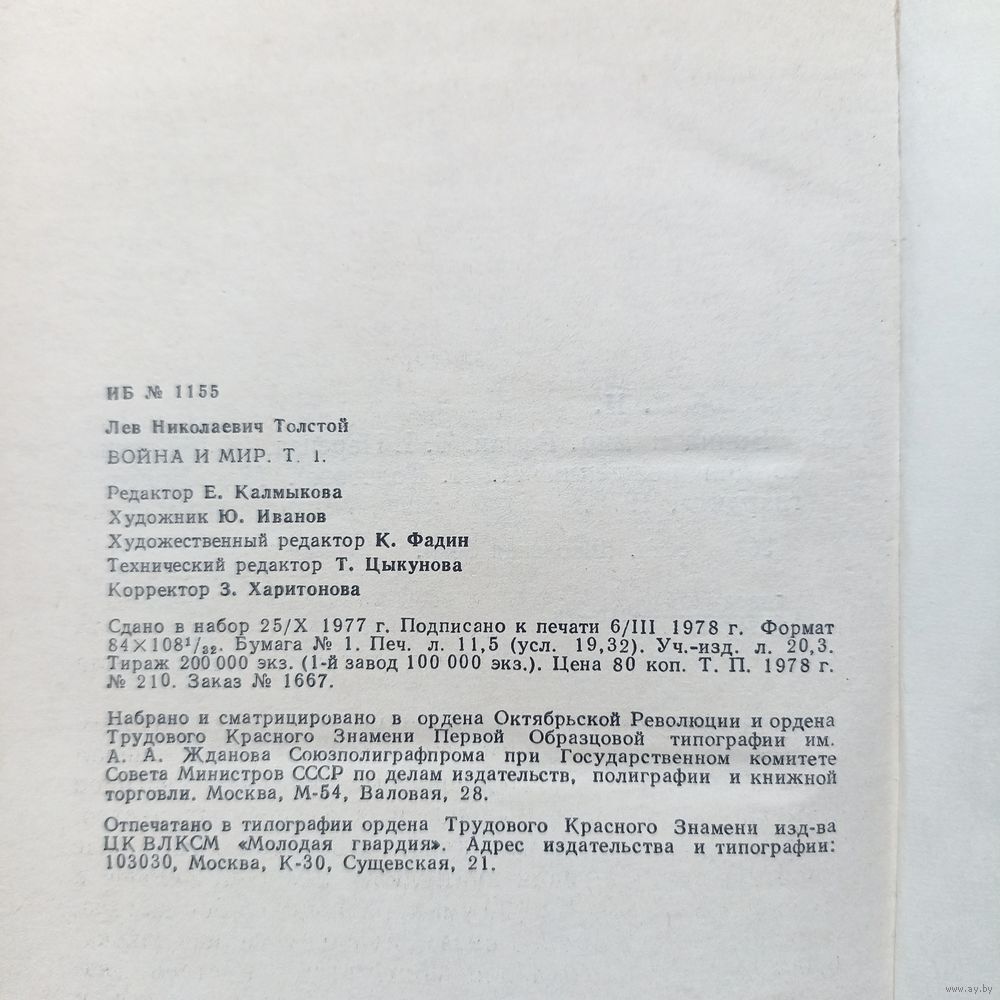 ИБ № 1155
Лев Николаевич Толстой
ВОЙНА И МИР. Т. 1.
Редактор Е. Калмыкова
Художник Ю. Иванов
Художественный редактор К. Фадин
Технический редактор Т. Цыкунова
Корректор З. Харитонова
Сдано в набор 25/X 1977 г. Подписано к печати 6/III 1978 г. Формат
84×108¹/₃₂. Бумага № 1. Печ. л. 11,5 (усл. 19,32). Уч.-изд. л. 20,3.
Тираж 200 000 экз. (1-й завод 100 000 экз.). Цена 80 коп. Т. П. 1978 г.
№ 210. Заказ № 1667.
Набрано и сматрицировано в ордена Октябрьской Революции и ордена
Трудового Красного Знамени Первой Образцовой типографии им.
А. А. Жданова Союзполиграфпрома при Государственном комитете
Совета Министров СССР по делам издательств, полиграфии и книжной
торговли. Москва, М-54, Валовая, 28.
Отпечатано в типографии ордена Трудового Красного Знамени изд-ва
ЦК ВЛКСМ «Молодая гвардия». Адрес издательства и типографии:
103030, Москва, К-30, Сущевская, 21.
www.ay.by